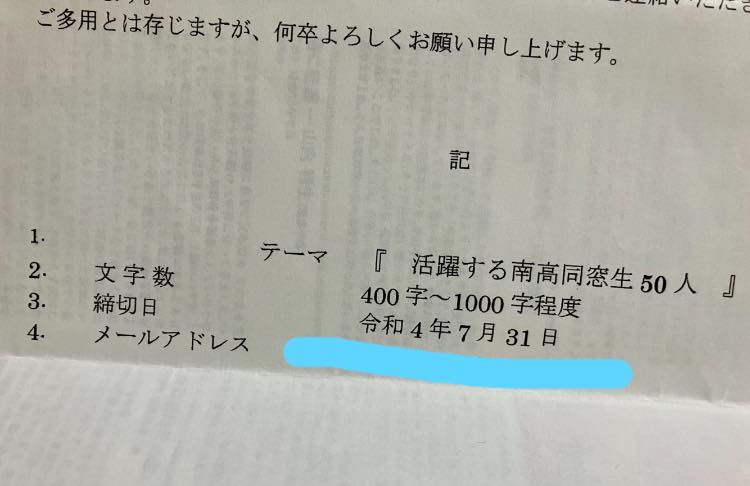 ご多用とは存じますが、何卒よろしくお願い申し上げます。
記
1. テーマ 『 活躍する南高同窓生 50 人 』
2. 文字数 400 字～1000 字程度
3. 締切日 令和 4 年 7 月 31 日
4. メールアドレス